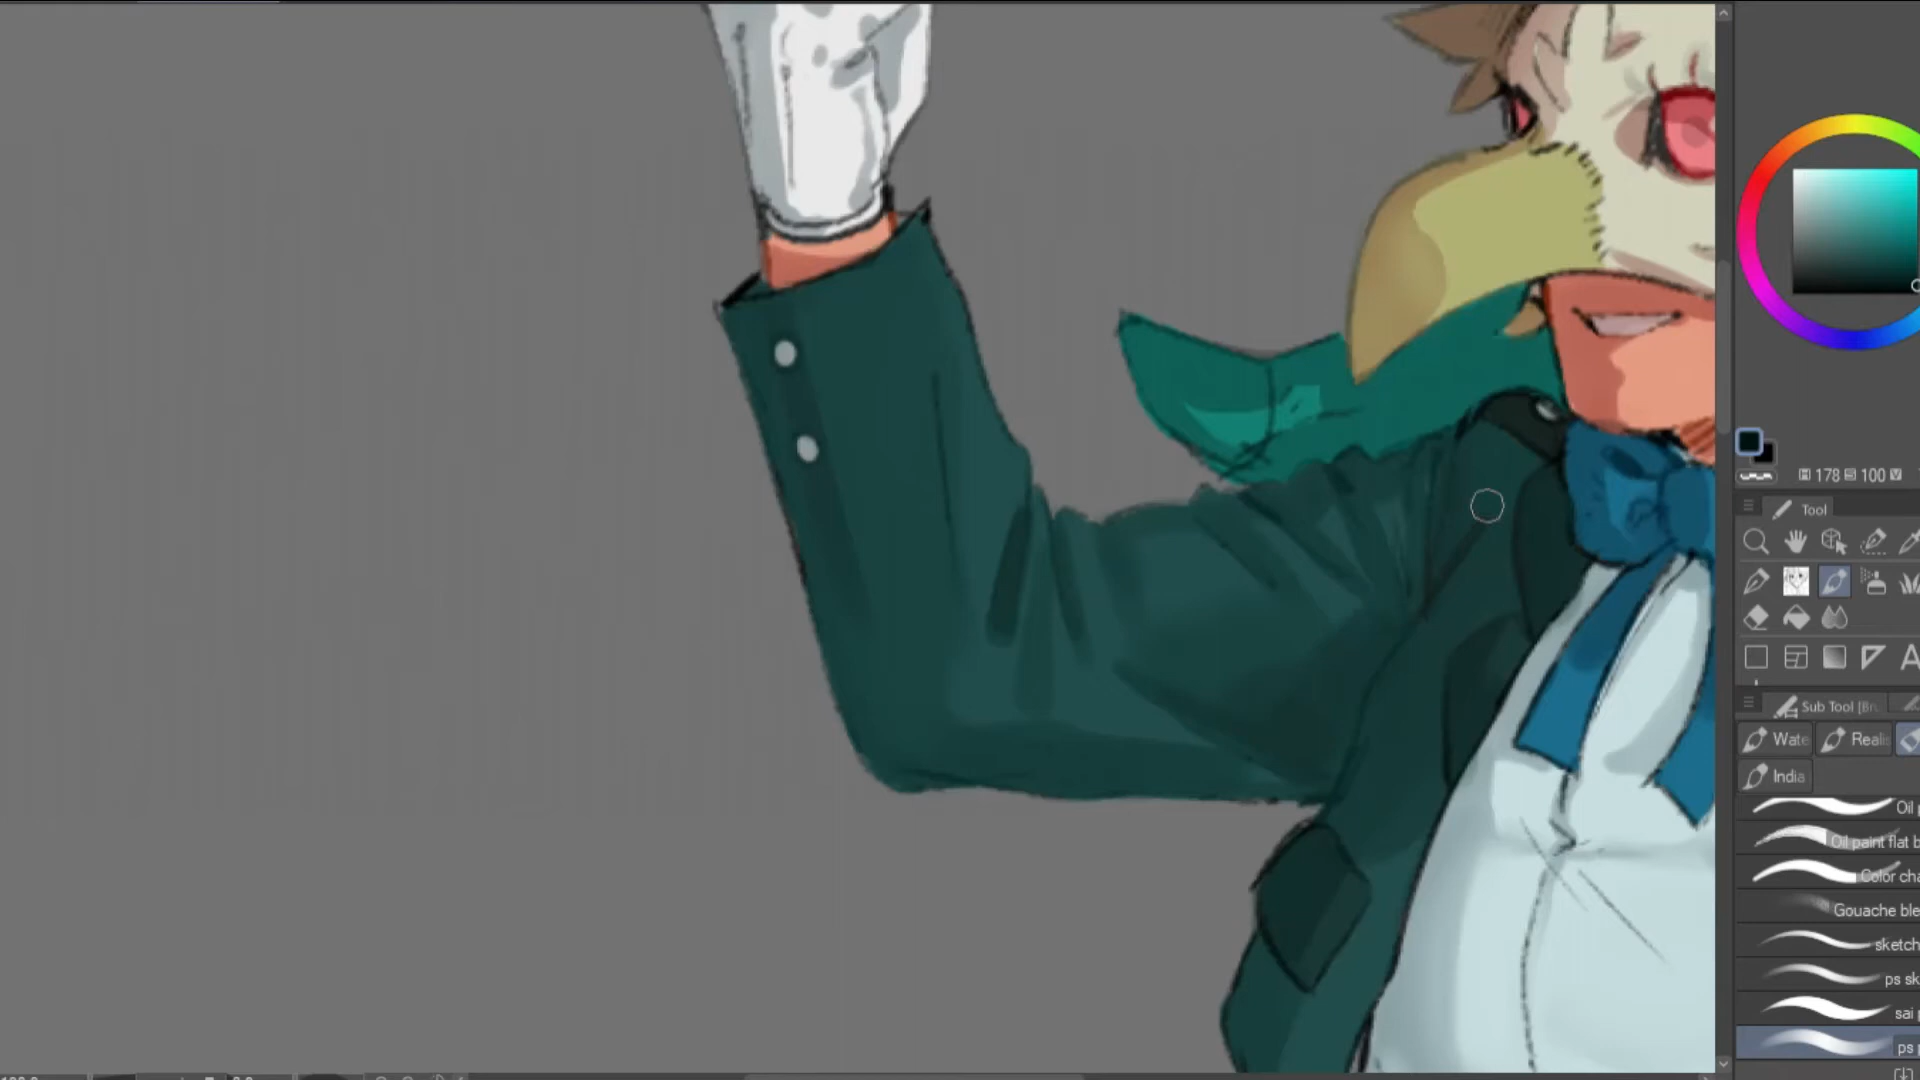 178 100
Tool
Sub Tool
Wate
Reali
India
Oil
Oil paint flat b
Color cha
Gouache ble
sketch
ps sk
sai
ps